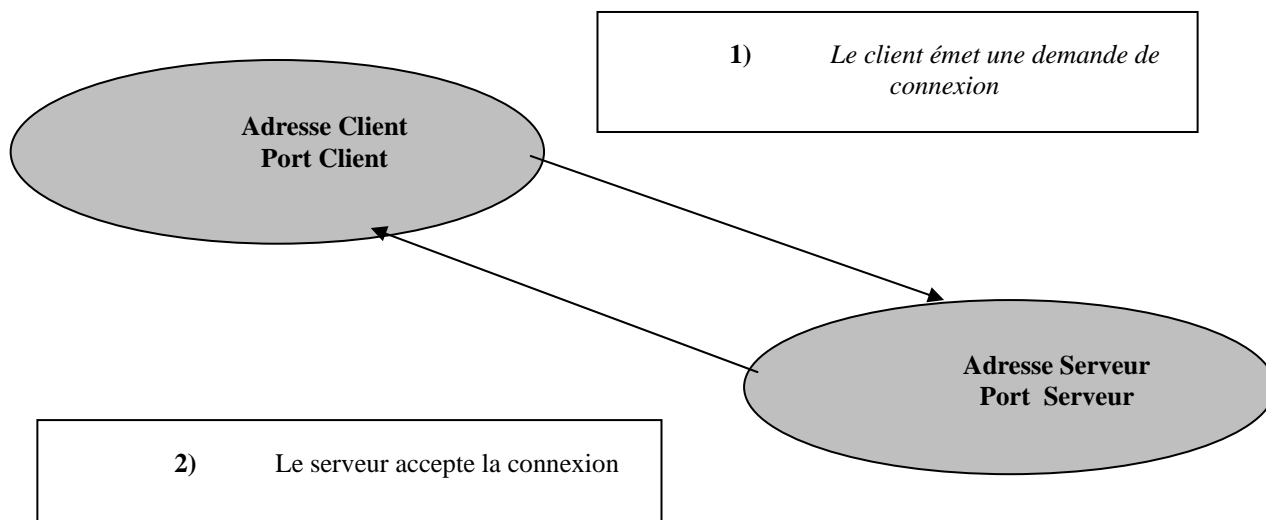 1) Le client émet une demande de
connexion
Adresse Client
Port Client
Adresse Serveur
Port Serveur
2) Le serveur accepte la connexion